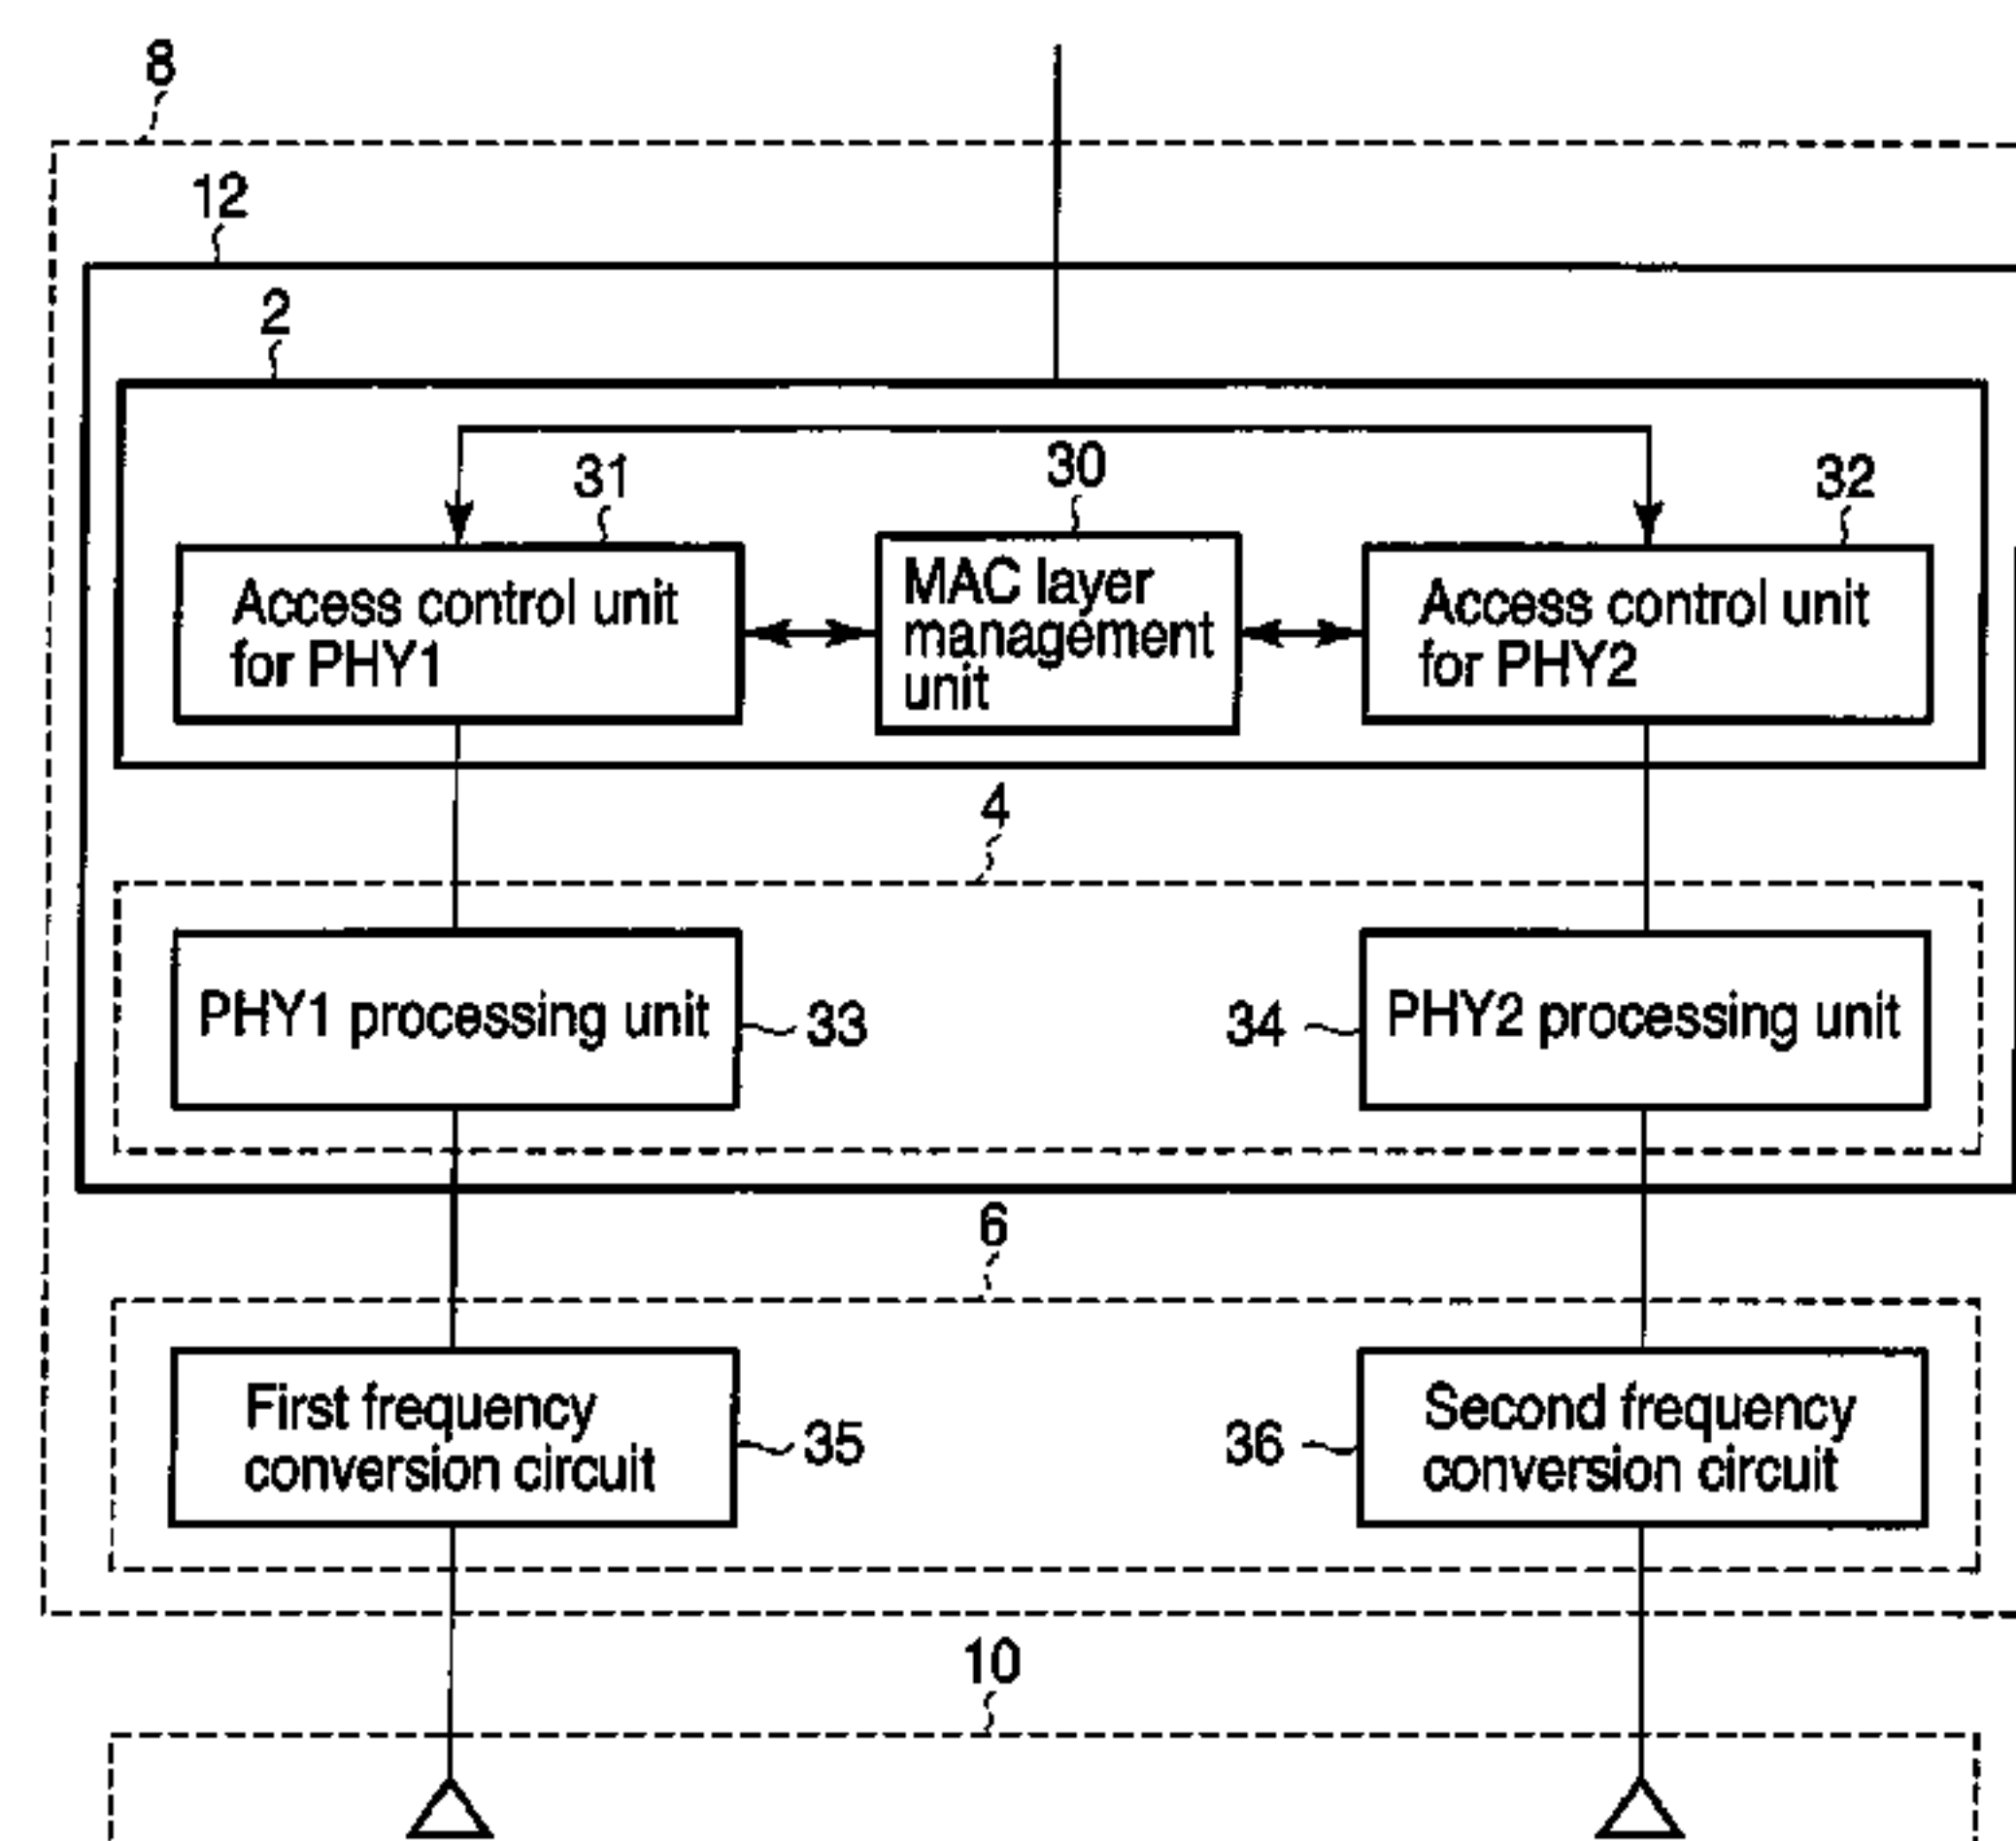 8
12
2
31
30
32
Access control unit
for PHY1
MAC layer
management
unit
Access control unit
for PHY2
4
PHY1 processing unit
33
34
PHY2 processing unit
6
First frequency
conversion circuit
35
36
Second frequency
conversion circuit
10